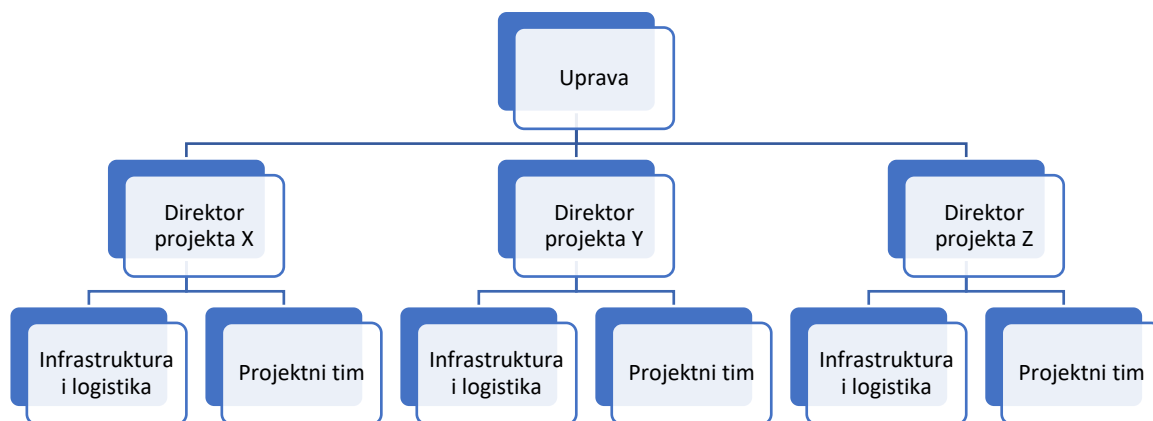 Uprava
Direktor
projekta X
Direktor
projekta Y
Direktor
projekta Z
Infrastruktura
i logistika
Projektni tim
Infrastruktura
i logistika
Projektni tim
Infrastruktura
i logistika
Projektni tim